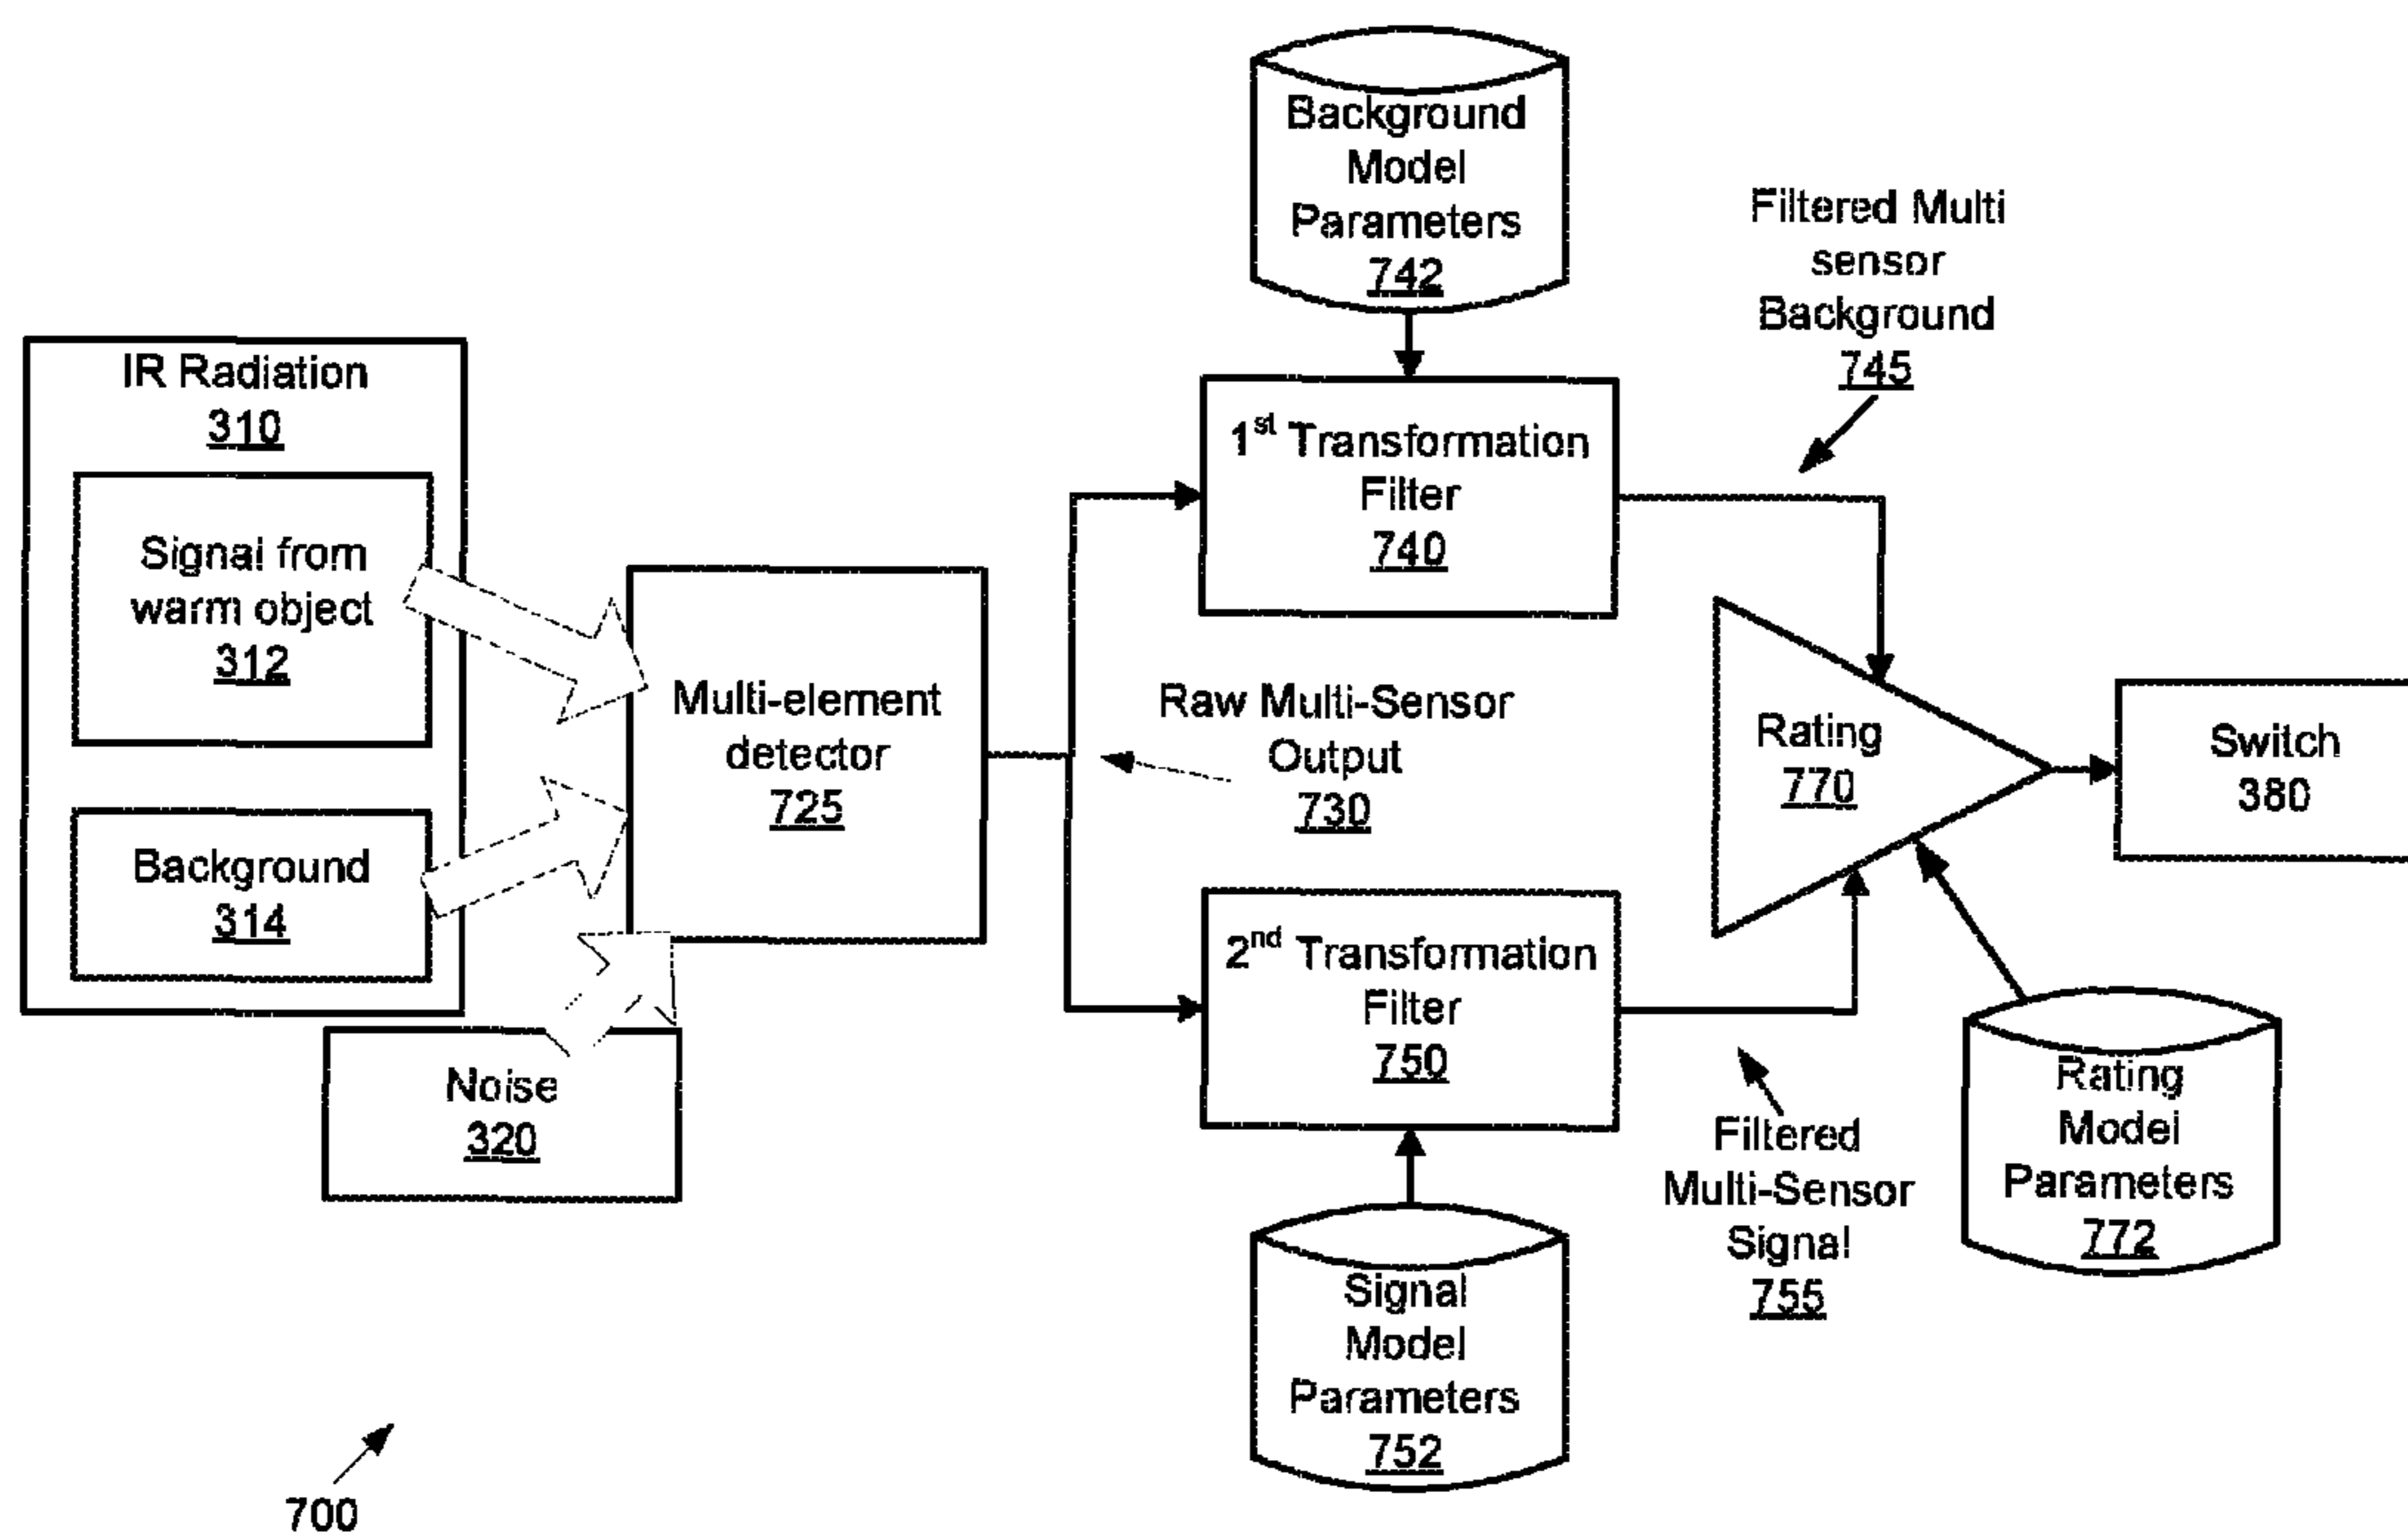 Background
Model
Parameters
742
Filtered Multi
sensor
Background
745
IR Radiation
310
1st Transformation
Filter
740
Signal from
warm object
312
Multi-element
detector
725
Raw Multi-Sensor
Output
730
Rating
770
Switch
380
Background
314
2nd Transformation
Filter
750
Noise
320
Filtered
Multi-Sensor
Signal
755
Rating
Model
Parameters
772
Signal
Model
Parameters
752
700